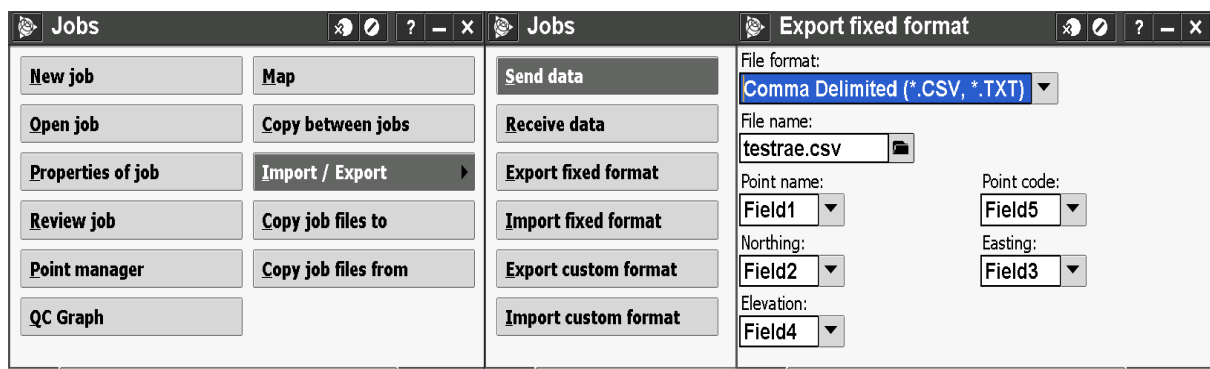 Jobs
? – ×
New job
Map
Open job
Copy between jobs
Properties of job
Import / Export
Review job
Copy job files to
Point manager
Copy job files from
QC Graph
Jobs
Send data
Receive data
Export fixed format
Import fixed format
Export custom format
Import custom format
Export fixed format
? – ×
File format:
Comma Delimited (*.CSV, *.TXT)
File name:
testrae.csv
Point name:
Point code:
Field1
Field5
Northing:
Easting:
Field2
Field3
Elevation:
Field4